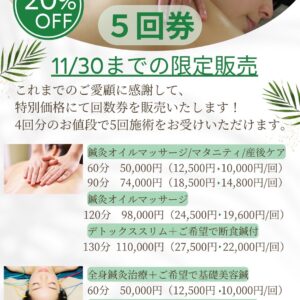 20%
OFF
5回券
11/30までの限定販売
これまでのご愛顧に感謝して、
特別価格にて回数券を販売いたします！
4回分のお値段で5回施術をお受けいただけます。
鍼灸オイルマッサージ/マタニティ/産後ケア
60分 50,000円（12,500円・10,000円/回）
90分 74,000円（18,500円・14,800円/回）
鍼灸オイルマッサージ
120分 98,000円（24,500円・19,600円/回）
デトックススリム＋ご希望で断食鍼付
130分 110,000円（27,500円・22,000円/回）
全身鍼灸治療＋ご希望で基礎美容鍼
60分 50,000円（12,500円・10,000円/回）